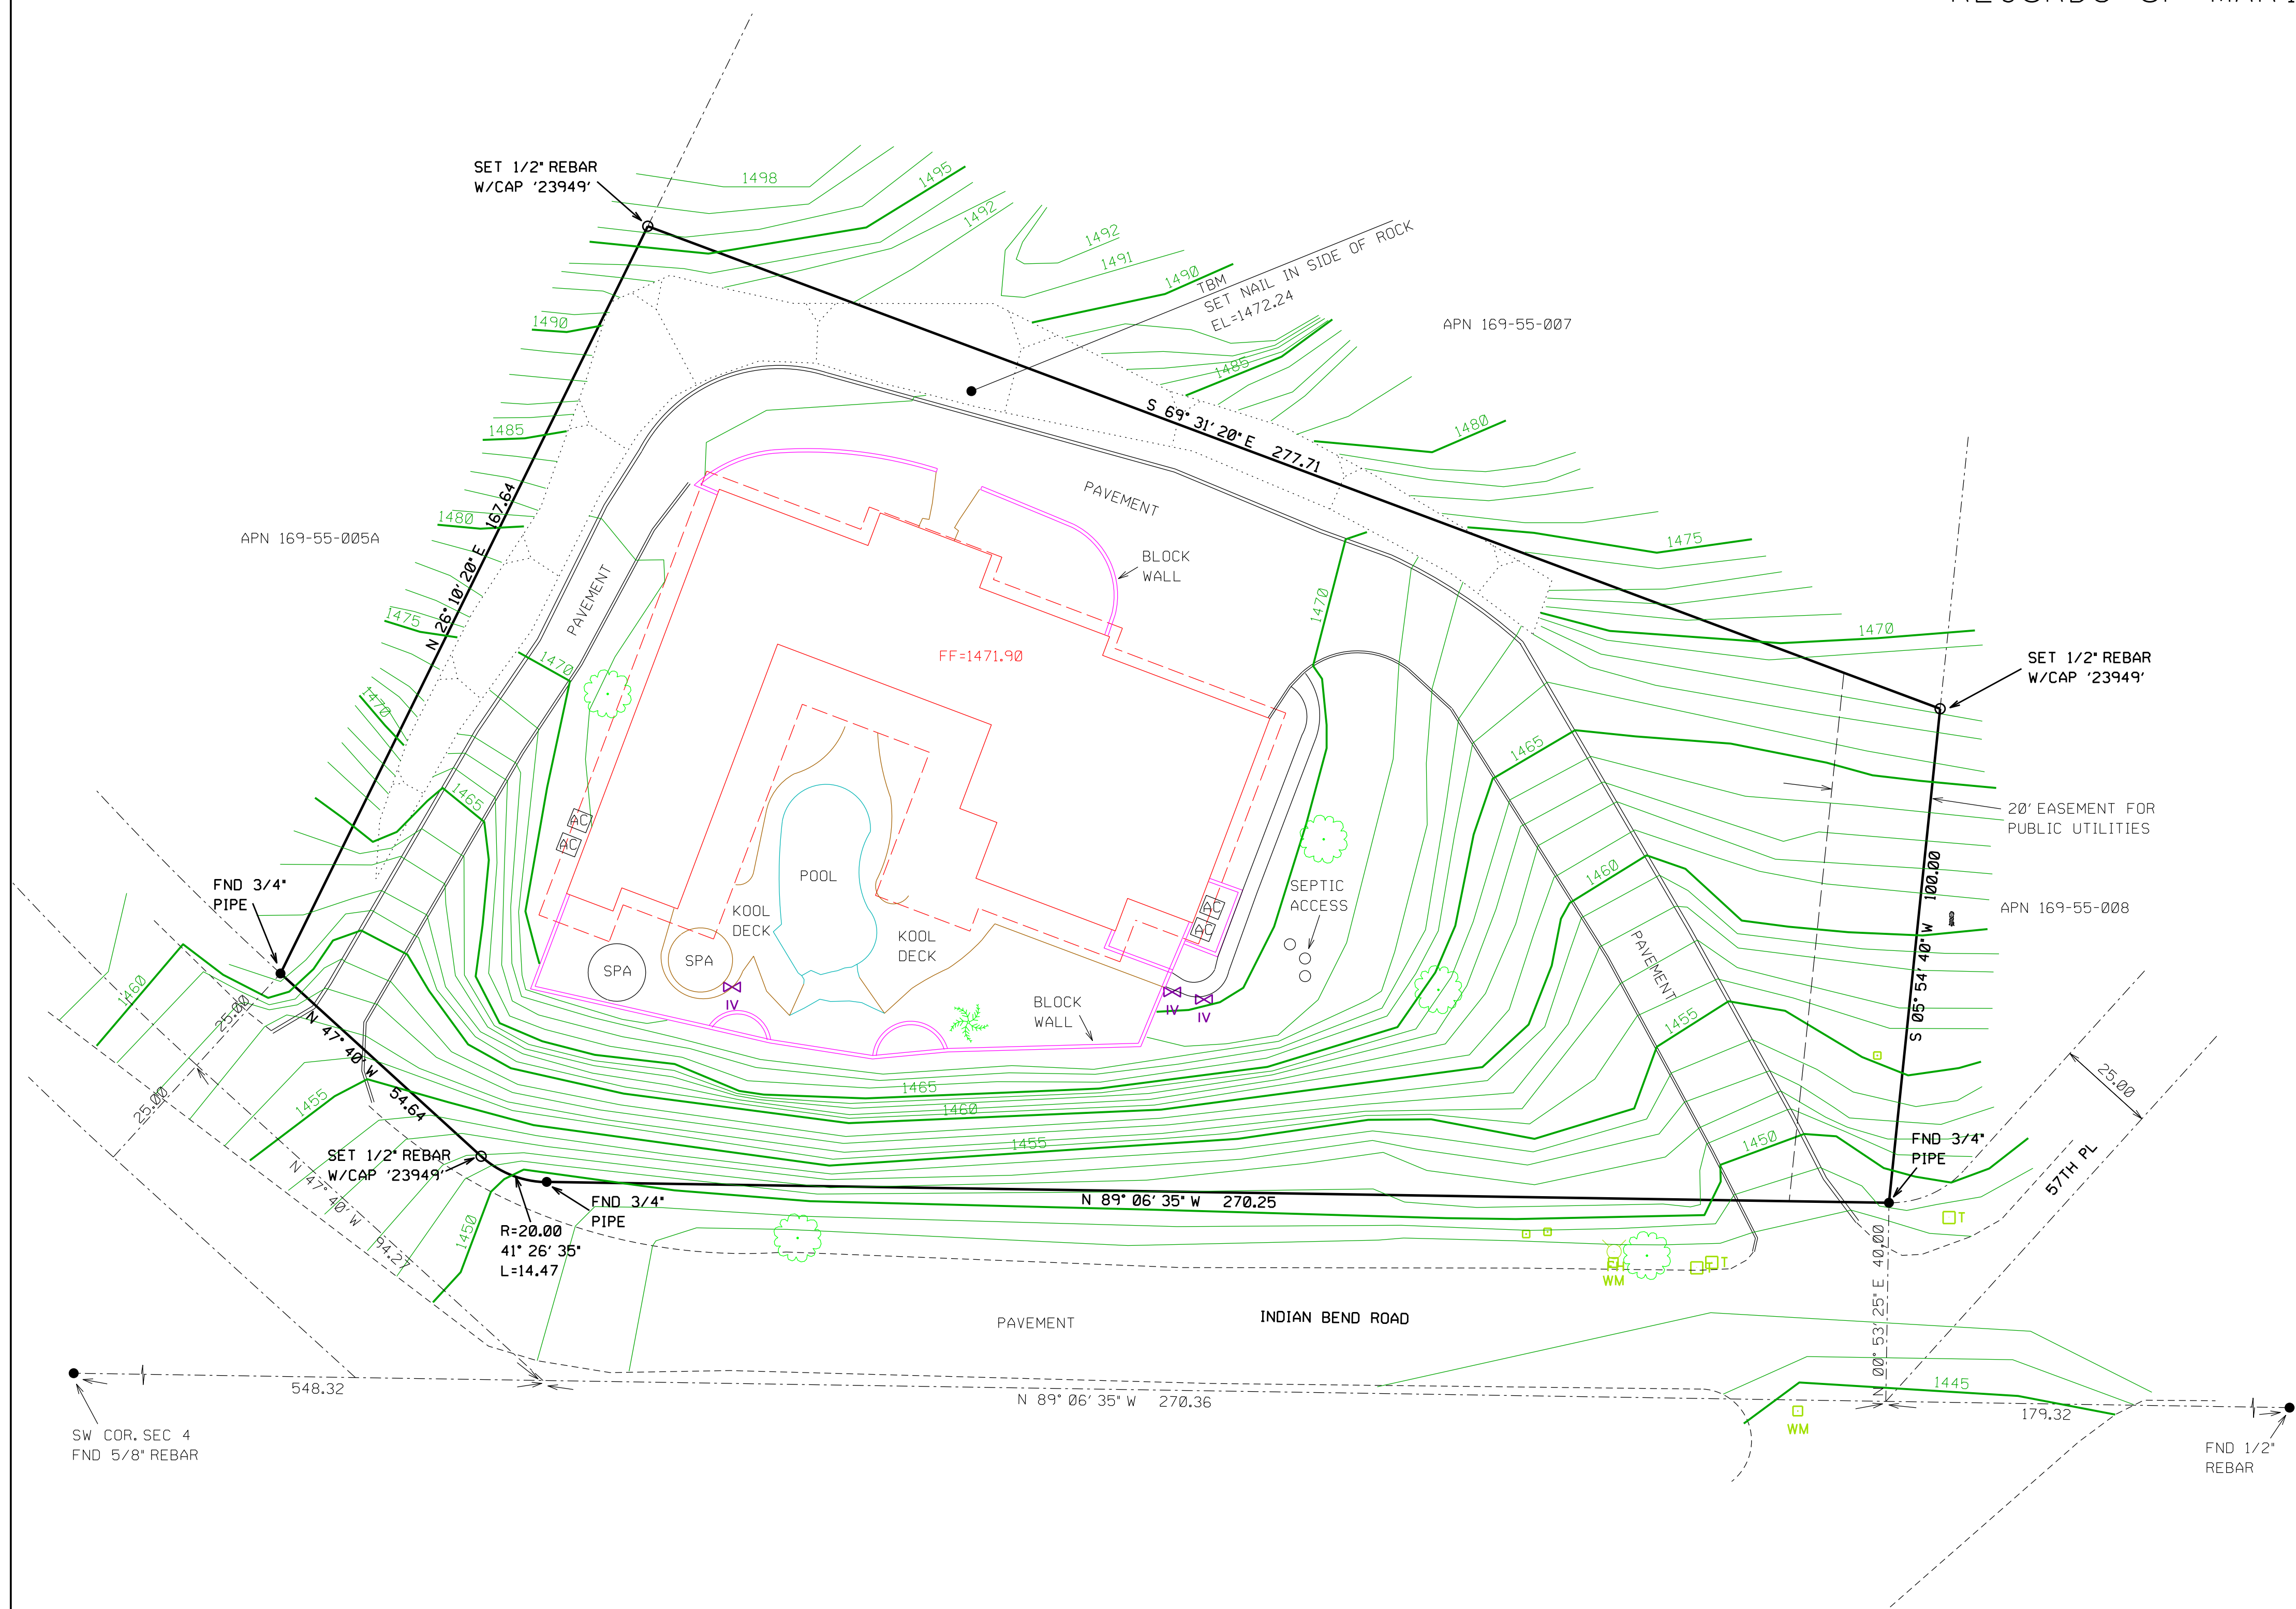 SET 1/2" REBAR
W/CAP '23949'
1498
1495
1492
1492
1491
1490
TBM
SET NAIL IN SIDE OF ROCK
EL=1472.24
APN 169-55-007
1490
1485
1485
1480
S 69° 31' 20" E 277.71
PAVEMENT
1480
N 26° 10' 20" E 167.64
APN 169-55-005A
1475
BLOCK
WALL
PAVEMENT
1470
1475
1470
FF=1471.90
1470
1470
SET 1/2" REBAR
W/CAP '23949'
1465
1465
AC
AC
20' EASEMENT FOR
PUBLIC UTILITIES
POOL
1460
FND 3/4"
PIPE
KOOL
DECK
KOOL
DECK
SEPTIC
ACCESS
AC
AC
S 05° 54' 40" W 100.00
APN 169-55-008
PAVEMENT
SPA
SPA
IV
IV
IV
BLOCK
WALL
1460
25.00
N 47° 40' W 54.64
1455
25.00
1455
1465
1460
1455
25.00
1450
FND 3/4"
PIPE
57TH PL
SET 1/2" REBAR
W/CAP '23949'
N 47° 40' W 94.27
FND 3/4"
PIPE
N 89° 06' 35" W 270.25
1450
R=20.00
41° 26' 35"
L=14.47
T
T
WM
N 00° 53' 25" E 40.00
PAVEMENT
INDIAN BEND ROAD
548.32
N 89° 06' 35" W 270.36
1445
WM
179.32
SW COR. SEC 4
FND 5/8" REBAR
FND 1/2"
REBAR